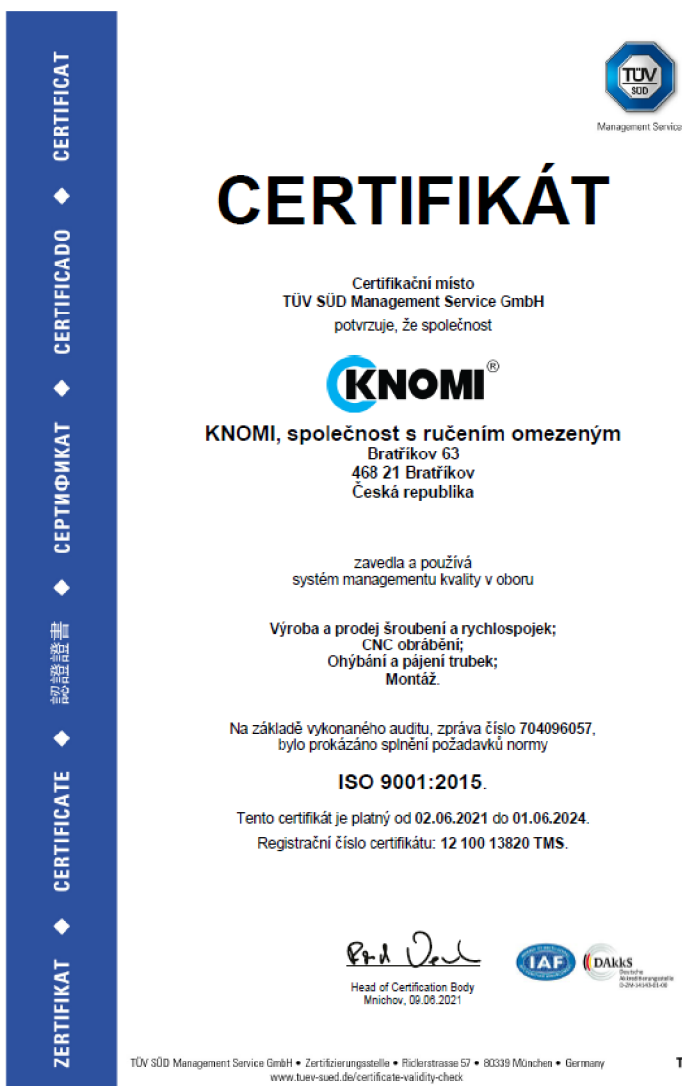 TÜV
SÜD
Management Service
CERTIFIKÁT
Certifikační místo
TÜV SÜD Management Service GmbH
potvrzuje, že společnost
KNOMI®
KNOMI, společnost s ručením omezeným
Bratříkov 63
468 21 Bratříkov
Česká republika
zavedla a používá
systém managementu kvality v oboru
Výroba a prodej šroubení a rychlospojek;
CNC obrábění;
Ohýbání a pájení trubek;
Montáž.
Na základě vykonaného auditu, zpráva číslo 704096057,
bylo prokázáno splnění požadavků normy
ISO 9001:2015.
Tento certifikát je platný od 02.06.2021 do 01.06.2024.
Registrační číslo certifikátu: 12 100 13820 TMS.
Head of Certification Body
Mnichov, 09.06.2021
IAF
DAkkS
Deutsche
Akkreditierungsstelle
D-ZM-14143-01-00
TÜV SÜD Management Service GmbH • Zertifizierungsstelle • Ridlerstrasse 57 • 80339 München • Germany
www.tuev-sued.de/certificate-validity-check
T
ZERTIFIKAT ◆ CERTIFICATE ◆ 認證證書 ◆ СЕРТИФИКАТ ◆ CERTIFICADO ◆ CERTIFICAT